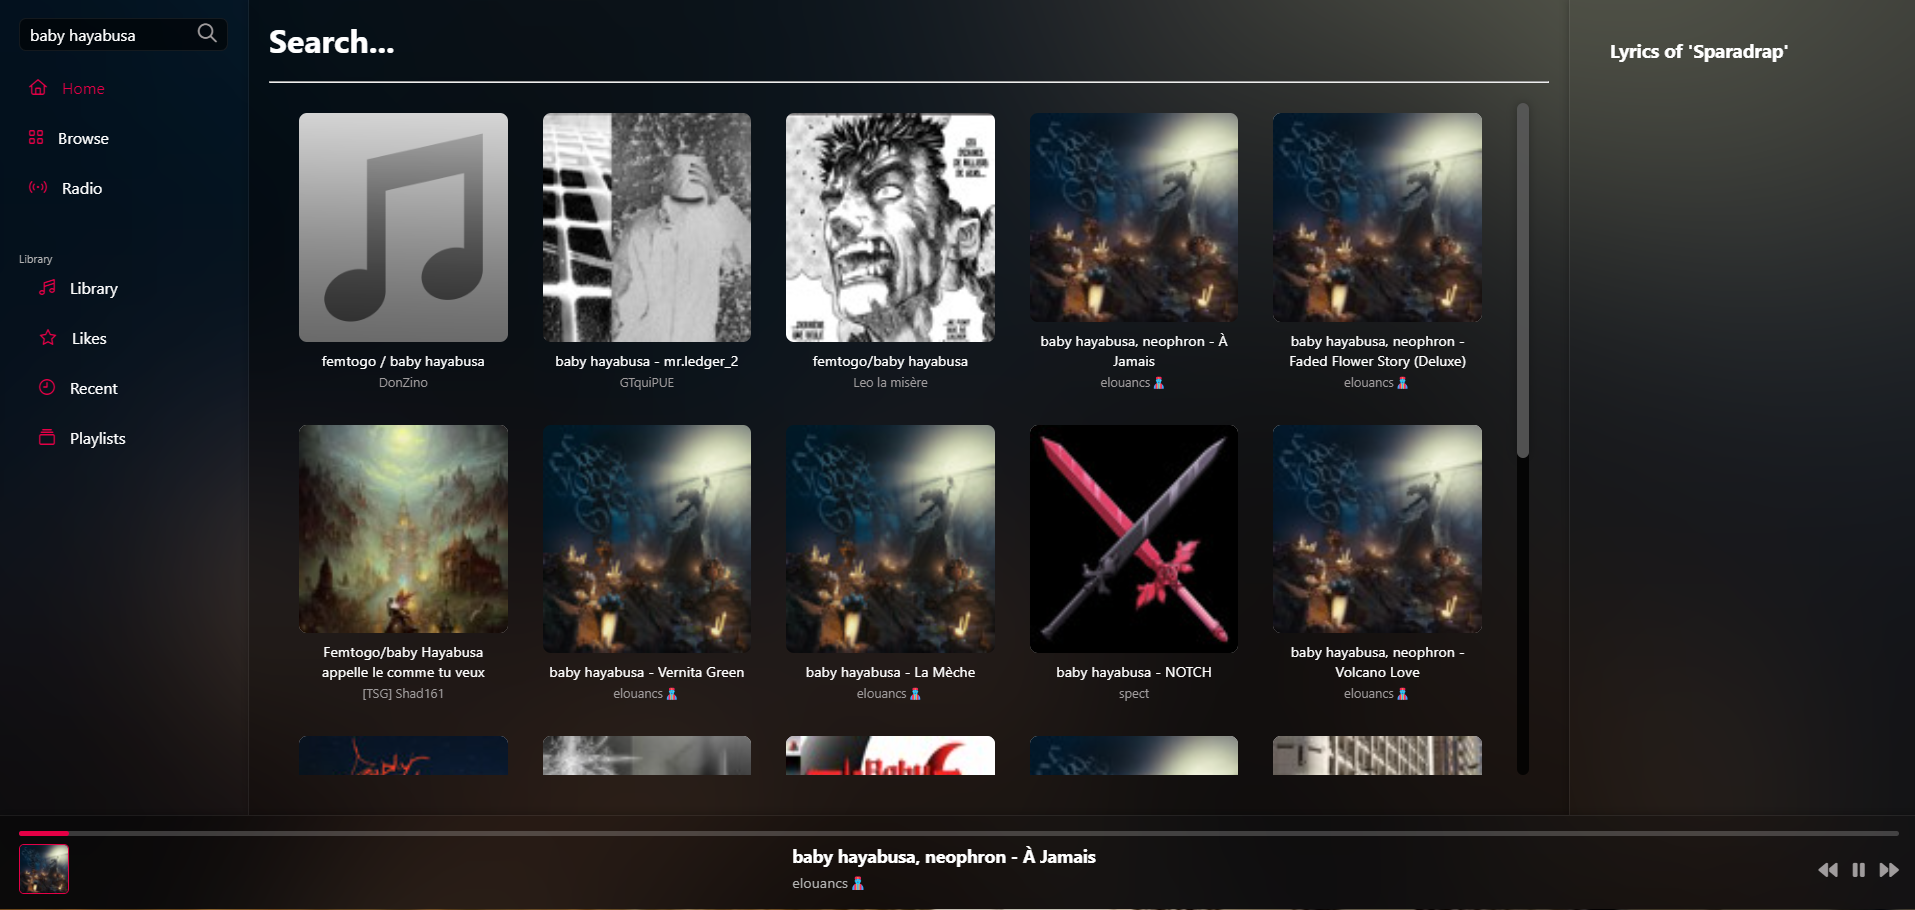 baby hayabusa
Home
Browse
Radio
Library
Library
Likes
Recent
Playlists
Search...
femtogo / baby hayabusa
DonZino
baby hayabusa - mr.ledger_2
GTquiPUE
femtogo/baby hayabusa
Leo la misère
baby hayabusa, neophron - À
Jamais
elouancs
baby hayabusa, neophron -
Faded Flower Story (Deluxe)
elouancs
Femtogo/baby Hayabusa
appelle le comme tu veux
[TSG] Shad161
baby hayabusa - Vernita Green
elouancs
baby hayabusa - La Mèche
elouancs
baby hayabusa - NOTCH
spect
baby hayabusa, neophron -
Volcano Love
elouancs
Baby
Lyrics of 'Sparadrap'
baby hayabusa, neophron - À Jamais
elouancs